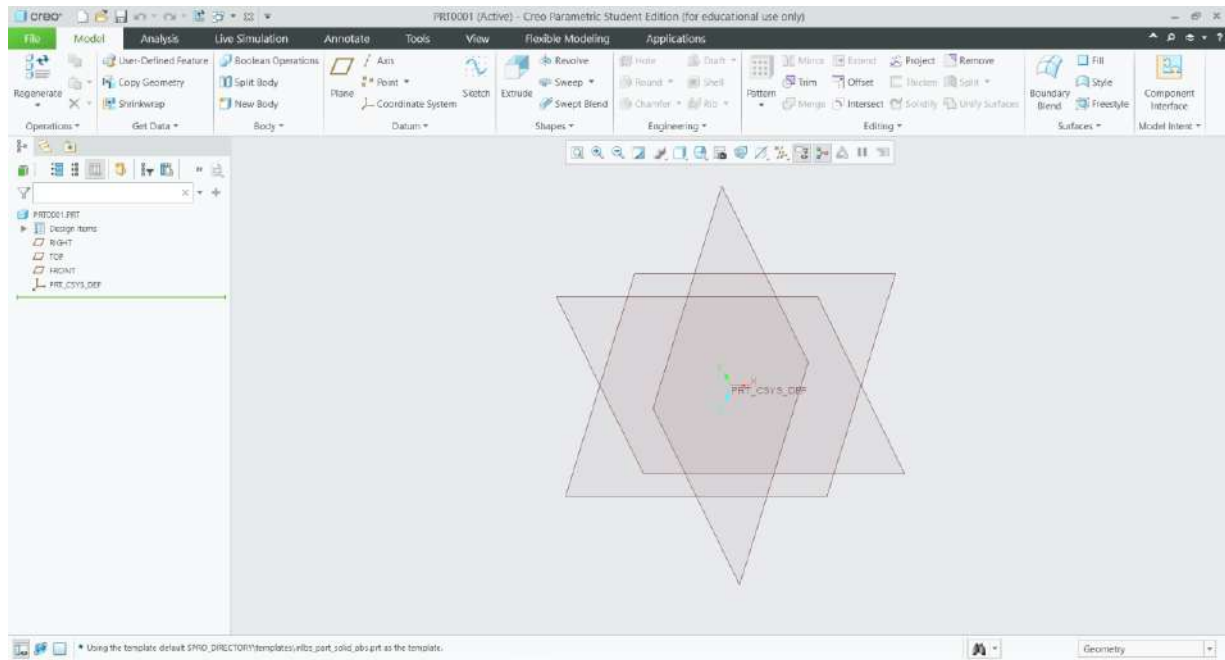 creo
PRT0001 (Active) - Creo Parametric Student Edition (for educational use only)
File Model Analysis Live Simulation Annotate Tools View Flexible Modeling Applications
User-Defined Feature Boolean Operations Axis Revolve Hole Draft Mirror Extend Project Remove Fill
Copy Geometry Split Body Point Sweep Round Shell Trim Offset Thicken Split Style
Regenerate Plane Sketch Extrude Pattern Boundary Blend Component Interface
Shrinkwrap New Body Coordinate System Swept Blend Chamfer Rib Merge Intersect Solidify Unify Surfaces Freestyle
Operations Get Data Body Datum Shapes Engineering Editing Surfaces Model Intent
PRT0001.PRT
Design Items
RIGHT
TOP
FRONT
PRT_CSYS_DEF
X
PRT_CSYS_DEF
Using the template default $PRO_DIRECTORY\templates\inlbs_part_solid_abs.prt as the template.
Geometry